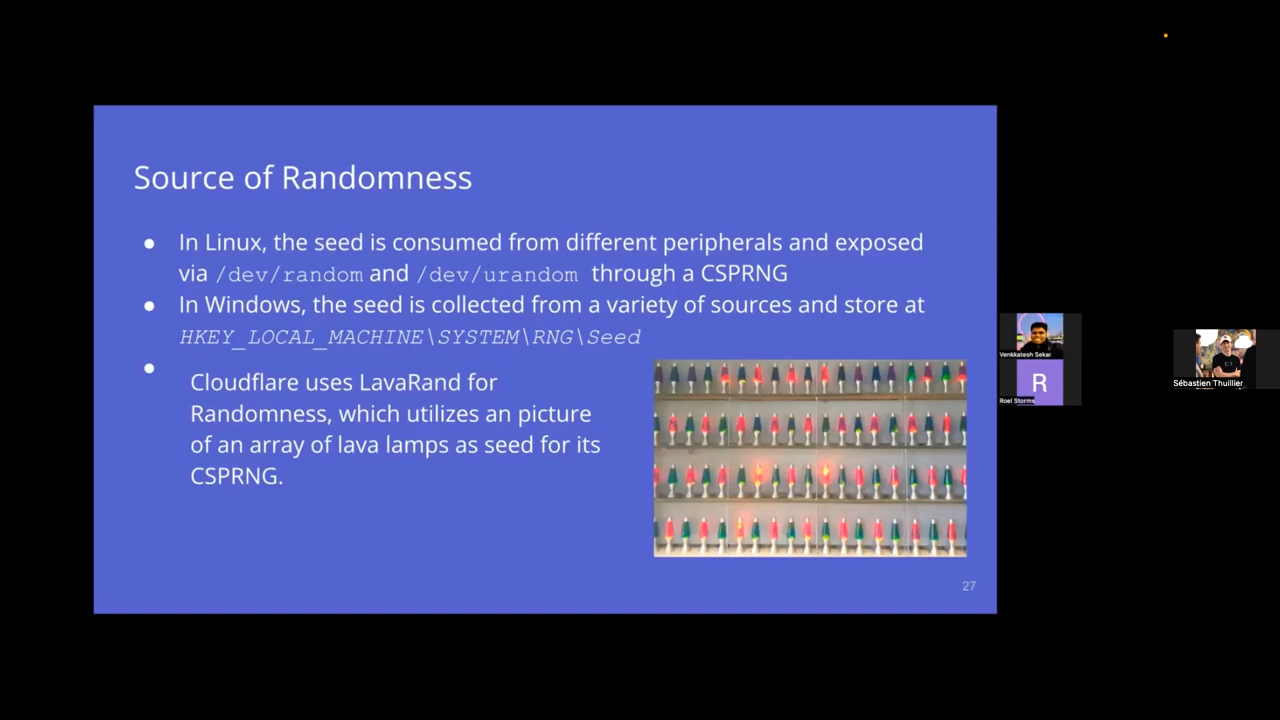 Source of Randomness
● In Linux, the seed is consumed from different peripherals and exposed
via /dev/random and /dev/urandom through a CSPRNG
● In Windows, the seed is collected from a variety of sources and store at
HKEY_LOCAL_MACHINE\SYSTEM\RNG\Seed
● Cloudflare uses LavaRand for
Randomness, which utilizes an picture
of an array of lava lamps as seed for its
CSPRNG.
27
Venkkatesh Sekar
R
Roel Storms
Sébastien Thuillier